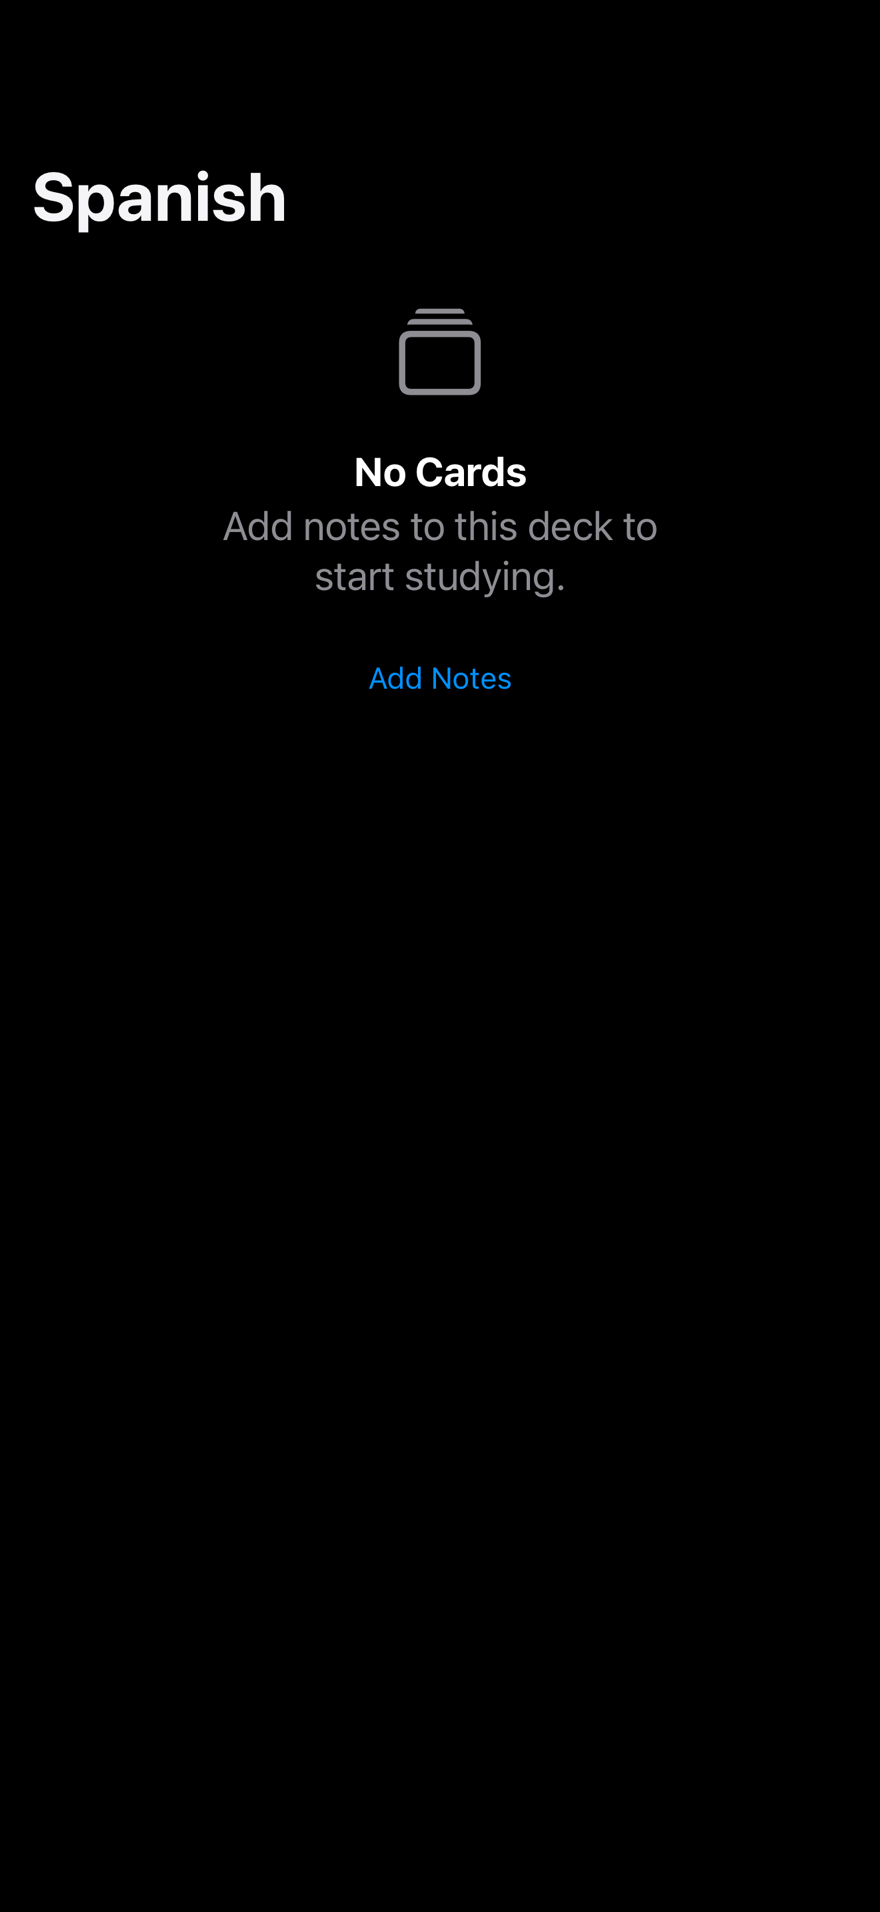 Spanish
No Cards
Add notes to this deck to
start studying.
Add Notes